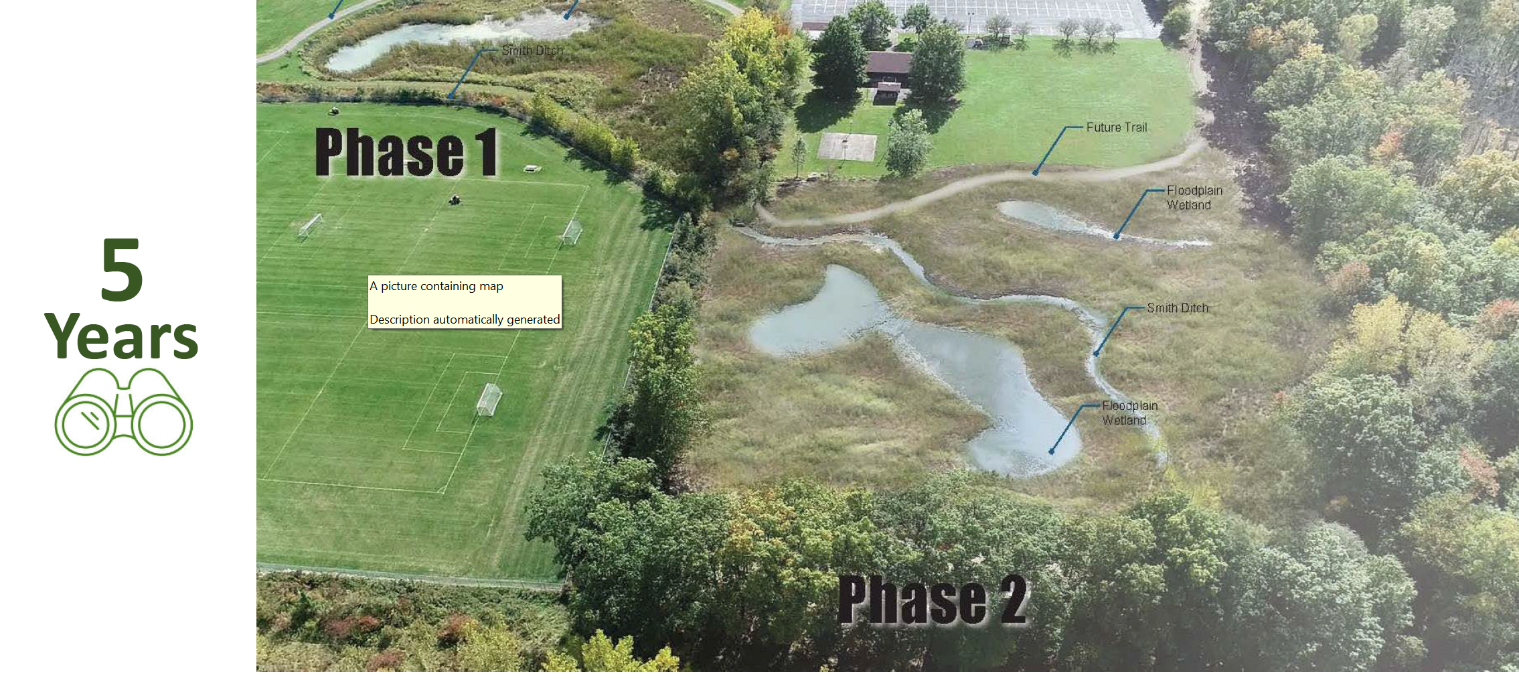 5
Years
Smith Ditch
Phase 1
Future Trail
Floodplain
Wetland
A picture containing map
Description automatically generated
Smith Ditch
Floodplain
Wetland
Phase 2